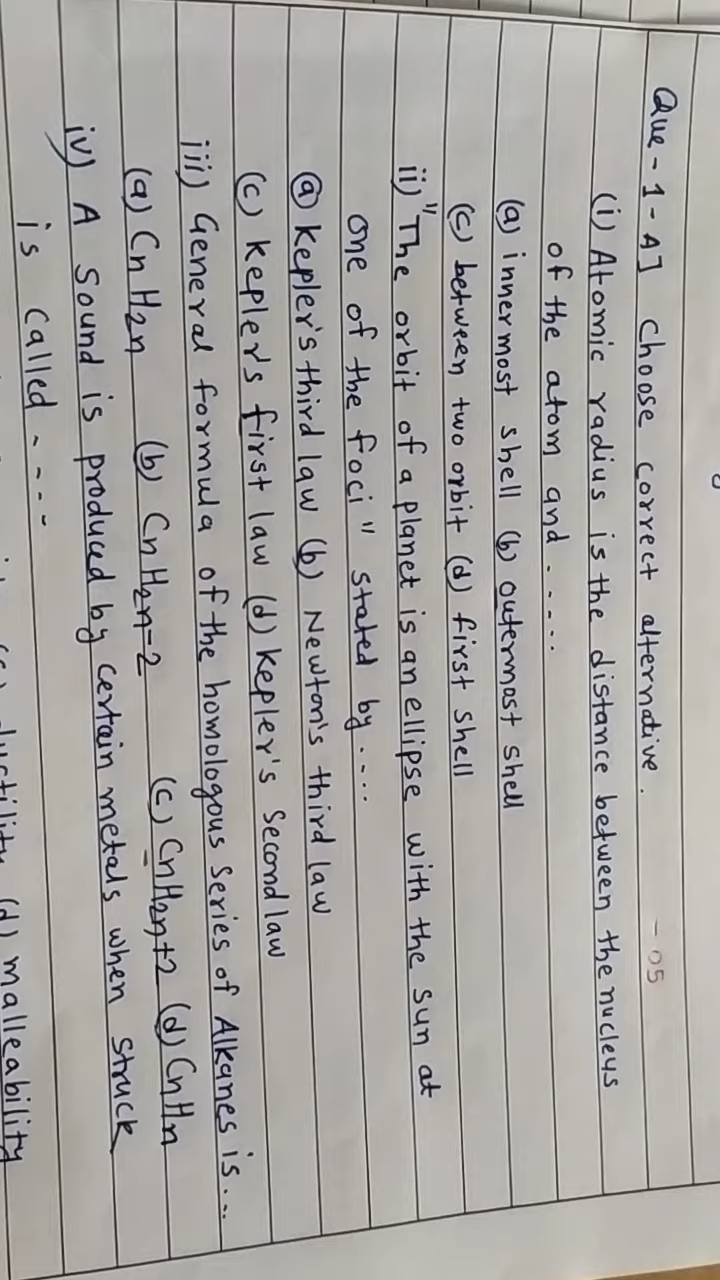 Que-1-A] Choose correct alternative. -05
(i) Atomic radius is the distance between the nucleus
of the atom and.....
(a) innermost shell (b) outermost shell
(c) between two orbit (d) first shell
ii) "The orbit of a planet is an ellipse with the sun at
one of the foci" stated by....
(a) Kepler's third law (b) Newton's third law
(c) Kepler's first law (d) Kepler's Second law
iii) General formula of the homologous Series of Alkanes is...
(a) CnH2n (b) CnH2n-2 (c) CnH2n+2 (d) CnHn
iv) A Sound is produced by certain metals when Struck
is called ----
(d) malleability